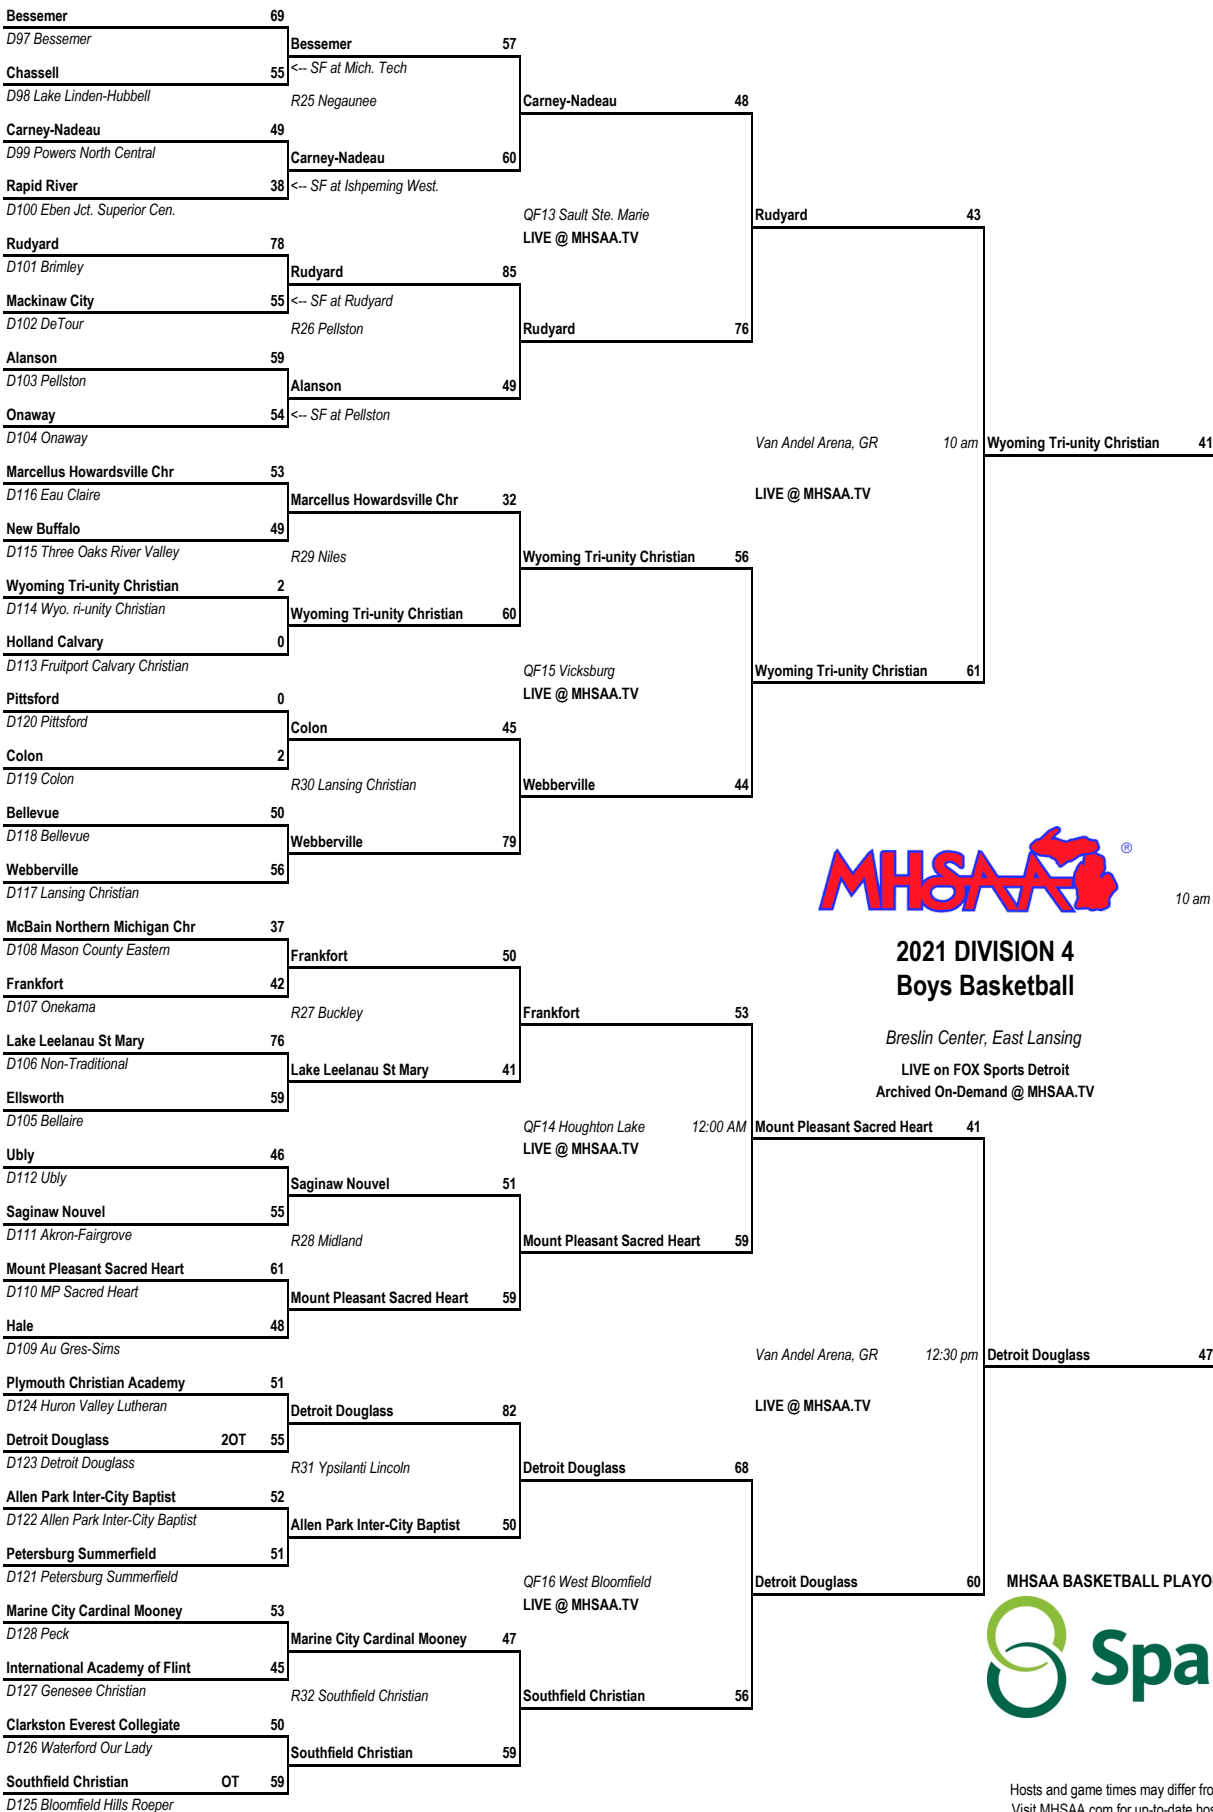 Bessemer 69
D97 Bessemer
Chassell 55
D98 Lake Linden-Hubbell
Carney-Nadeau 49
D99 Powers North Central
Rapid River 38
D100 Eben Jct. Superior Cen.
Rudyard 78
D101 Brimley
Mackinaw City 55
D102 DeTour
Alanson 59
D103 Pellston
Onaway 54
D104 Onaway
Marcellus Howardsville Chr 53
D116 Eau Claire
New Buffalo 49
D115 Three Oaks River Valley
Wyoming Tri-unity Christian 2
D114 Wyo. ri-unity Christian
Holland Calvary 0
D113 Fruitport Calvary Christian
Pittsford 0
D120 Pittsford
Colon 2
D119 Colon
Bellevue 50
D118 Bellevue
Webberville 56
D117 Lansing Christian
McBain Northern Michigan Chr 37
D108 Mason County Eastern
Frankfort 42
D107 Onekama
Lake Leelanau St Mary 76
D106 Non-Traditional
Ellsworth 59
D105 Bellaire
Ubly 46
D112 Ubly
Saginaw Nouvel 55
D111 Akron-Fairgrove
Mount Pleasant Sacred Heart 61
D110 MP Sacred Heart
Hale 48
D109 Au Gres-Sims
Plymouth Christian Academy 51
D124 Huron Valley Lutheran
Detroit Douglass 2OT 55
D123 Detroit Douglass
Allen Park Inter-City Baptist 52
D122 Allen Park Inter-City Baptist
Petersburg Summerfield 51
D121 Petersburg Summerfield
Marine City Cardinal Mooney 53
D128 Peck
International Academy of Flint 45
D127 Genesee Christian
Clarkston Everest Collegiate 50
D126 Waterford Our Lady
Southfield Christian OT 59
D125 Bloomfield Hills Roeper
Bessemer 57
<-- SF at Mich. Tech
R25 Negaunee
Carney-Nadeau 60
<-- SF at Ishpeming West.
Rudyard 85
<-- SF at Rudyard
R26 Pellston
Alanson 49
<-- SF at Pellston
Marcellus Howardsville Chr 32
R29 Niles
Wyoming Tri-unity Christian 60
Colon 45
R30 Lansing Christian
Webberville 79
Frankfort 50
R27 Buckley
Lake Leelanau St Mary 41
Saginaw Nouvel 51
R28 Midland
Mount Pleasant Sacred Heart 59
Detroit Douglass 82
R31 Ypsilanti Lincoln
Allen Park Inter-City Baptist 50
Marine City Cardinal Mooney 47
R32 Southfield Christian
Southfield Christian 59
Carney-Nadeau 48
QF13 Sault Ste. Marie
LIVE @ MHSAA.TV
Rudyard 76
Wyoming Tri-unity Christian 56
QF15 Vicksburg
LIVE @ MHSAA.TV
Webberville 44
Frankfort 53
QF14 Houghton Lake 12:00 AM
LIVE @ MHSAA.TV
Mount Pleasant Sacred Heart 59
Detroit Douglass 68
QF16 West Bloomfield
LIVE @ MHSAA.TV
Southfield Christian 56
Rudyard 43
Van Andel Arena, GR 10 am
LIVE @ MHSAA.TV
Wyoming Tri-unity Christian 61
Mount Pleasant Sacred Heart 41
Van Andel Arena, GR 12:30 pm
LIVE @ MHSAA.TV
Detroit Douglass 60
Wyoming Tri-unity Christian 41
MHSAA ®
10 am
2021 DIVISION 4
Boys Basketball
Breslin Center, East Lansing
LIVE on FOX Sports Detroit
Archived On-Demand @ MHSAA.TV
Detroit Douglass 47
MHSAA BASKETBALL PLAYO
Spa
Hosts and game times may differ fro
Visit MHSAA.com for up-to-date hos